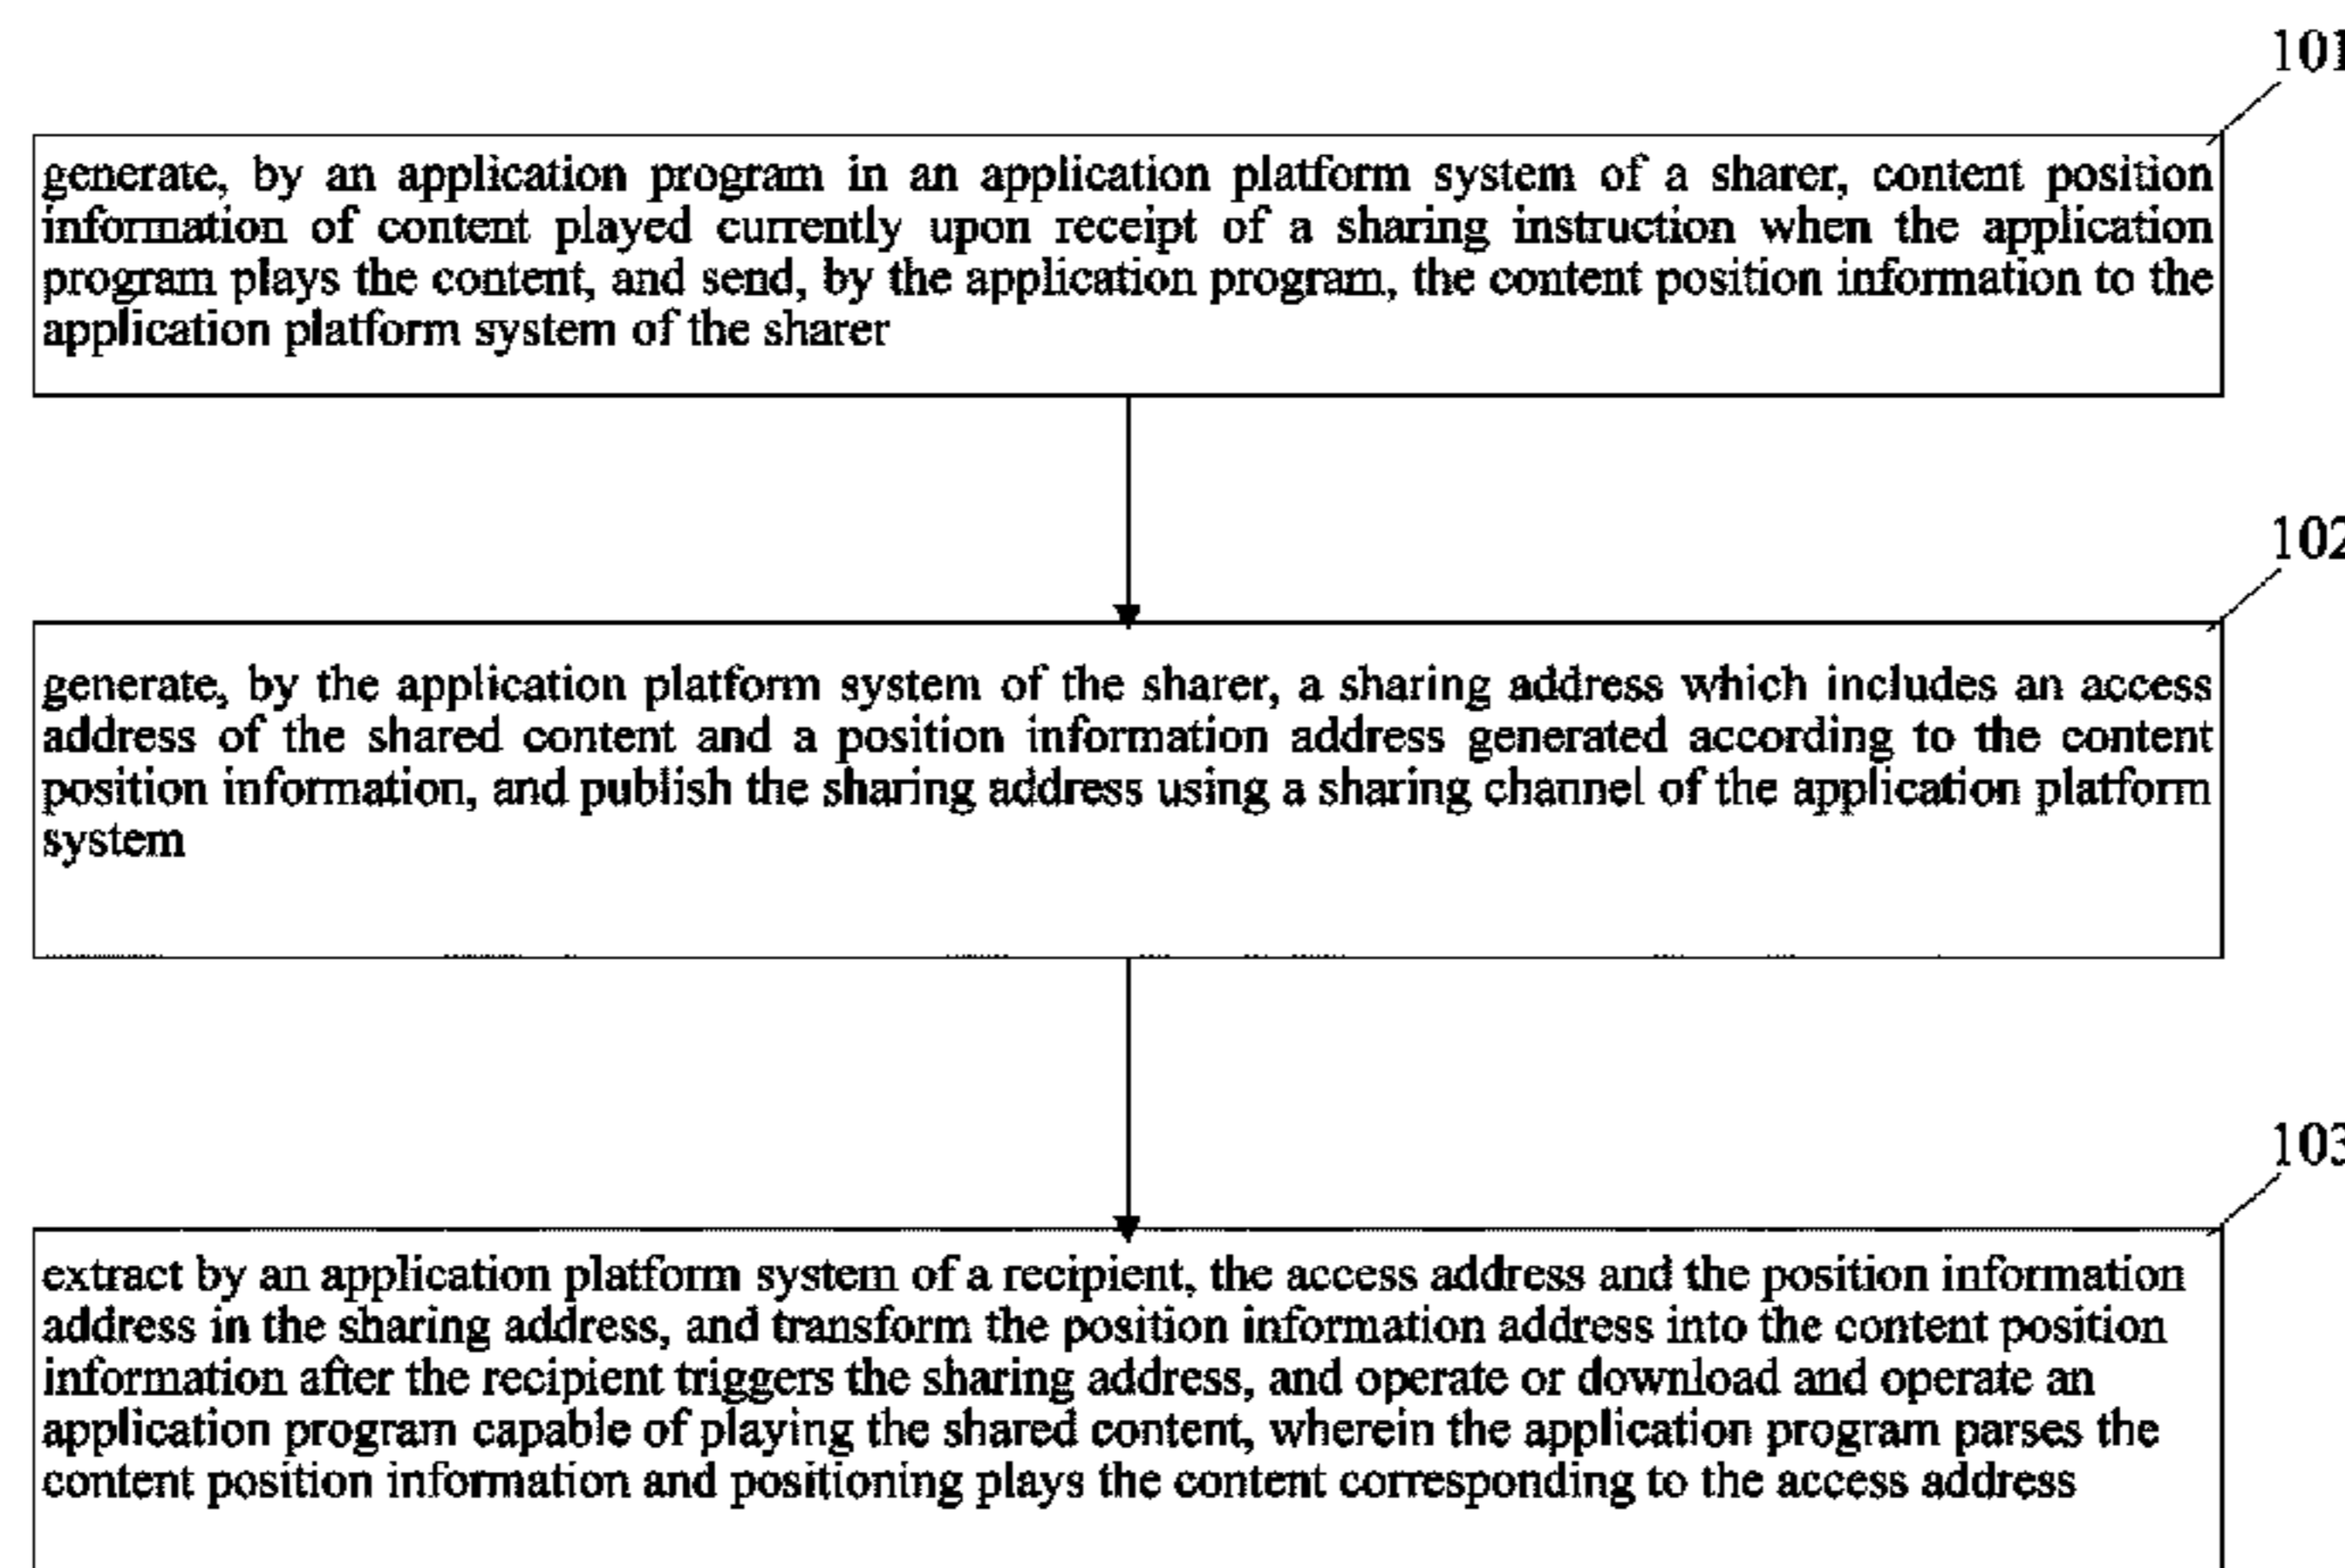 101
generate, by an application program in an application platform system of a sharer, content position
information of content played currently upon receipt of a sharing instruction when the application
program plays the content, and send, by the application program, the content position information to the
application platform system of the sharer
102
generate, by the application platform system of the sharer, a sharing address which includes an access
address of the shared content and a position information address generated according to the content
position information, and publish the sharing address using a sharing channel of the application platform
system
103
extract by an application platform system of a recipient, the access address and the position information
address in the sharing address, and transform the position information address into the content position
information after the recipient triggers the sharing address, and operate or download and operate an
application program capable of playing the shared content, wherein the application program parses the
content position information and positioning plays the content corresponding to the access address